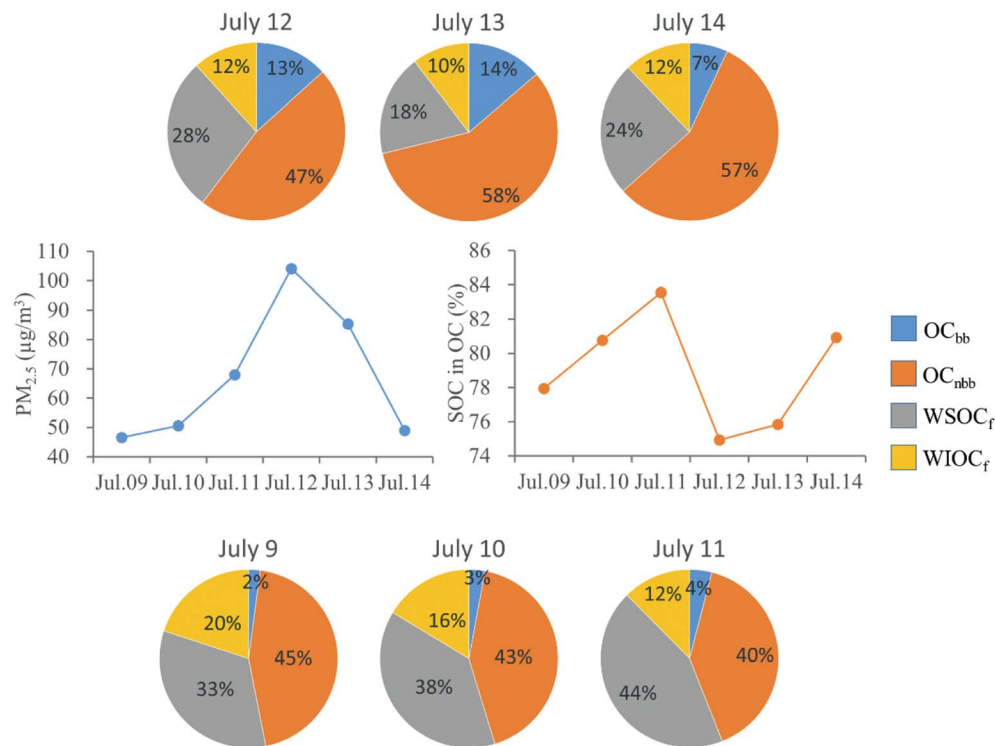 July 12
12%
13%
28%
47%
July 13
10%
14%
18%
58%
July 14
12%
7%
24%
57%
PM2.5 (μg/m³)
110
100
90
80
70
60
50
40
Jul.09 Jul.10 Jul.11 Jul.12 Jul.13 Jul.14
SOC in OC (%)
86
84
82
80
78
76
74
Jul.09 Jul.10 Jul.11 Jul.12 Jul.13 Jul.14
OCbb
OCnbb
WSOCf
WIOCf
July 9
2%
20%
45%
33%
July 10
3%
16%
43%
38%
July 11
12%
4%
40%
44%